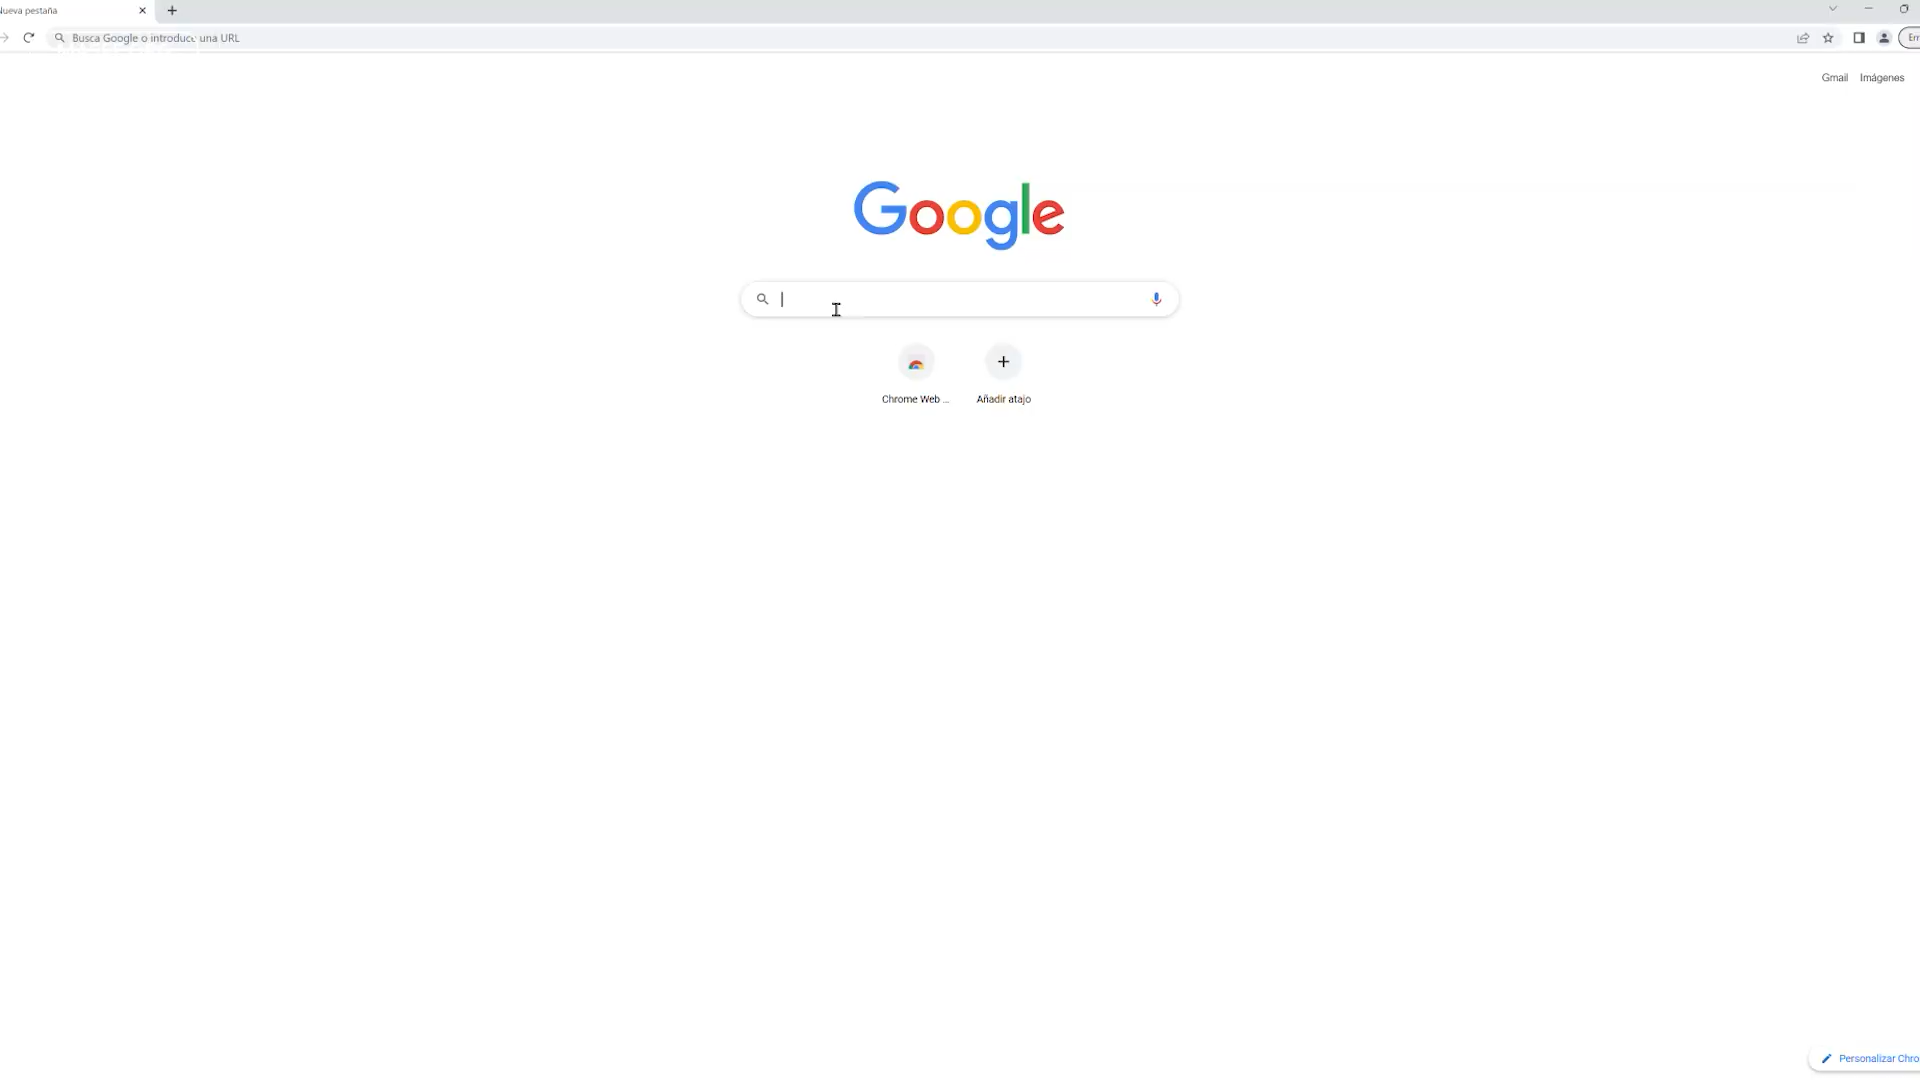 Nueva pestaña
Busca Google o introduce una URL
Gmail Imágenes
Google
Chrome Web ...
Añadir atajo
Personalizar Chro